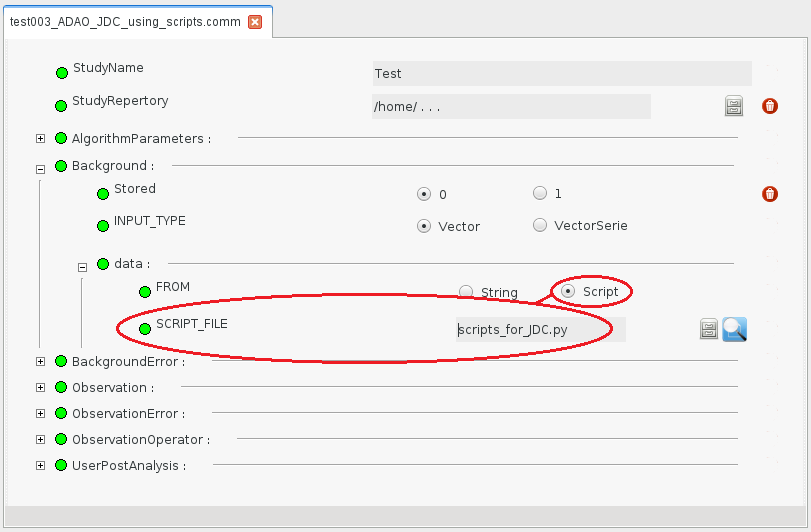 test003_ADAO_JDC_using_scripts.comm
StudyName Test
StudyRepertory /home/ . . .
AlgorithmParameters :
Background :
Stored 0 1
INPUT_TYPE Vector VectorSerie
data :
FROM String Script
SCRIPT_FILE scripts_for_JDC.py
BackgroundError :
Observation :
ObservationError :
ObservationOperator :
UserPostAnalysis :